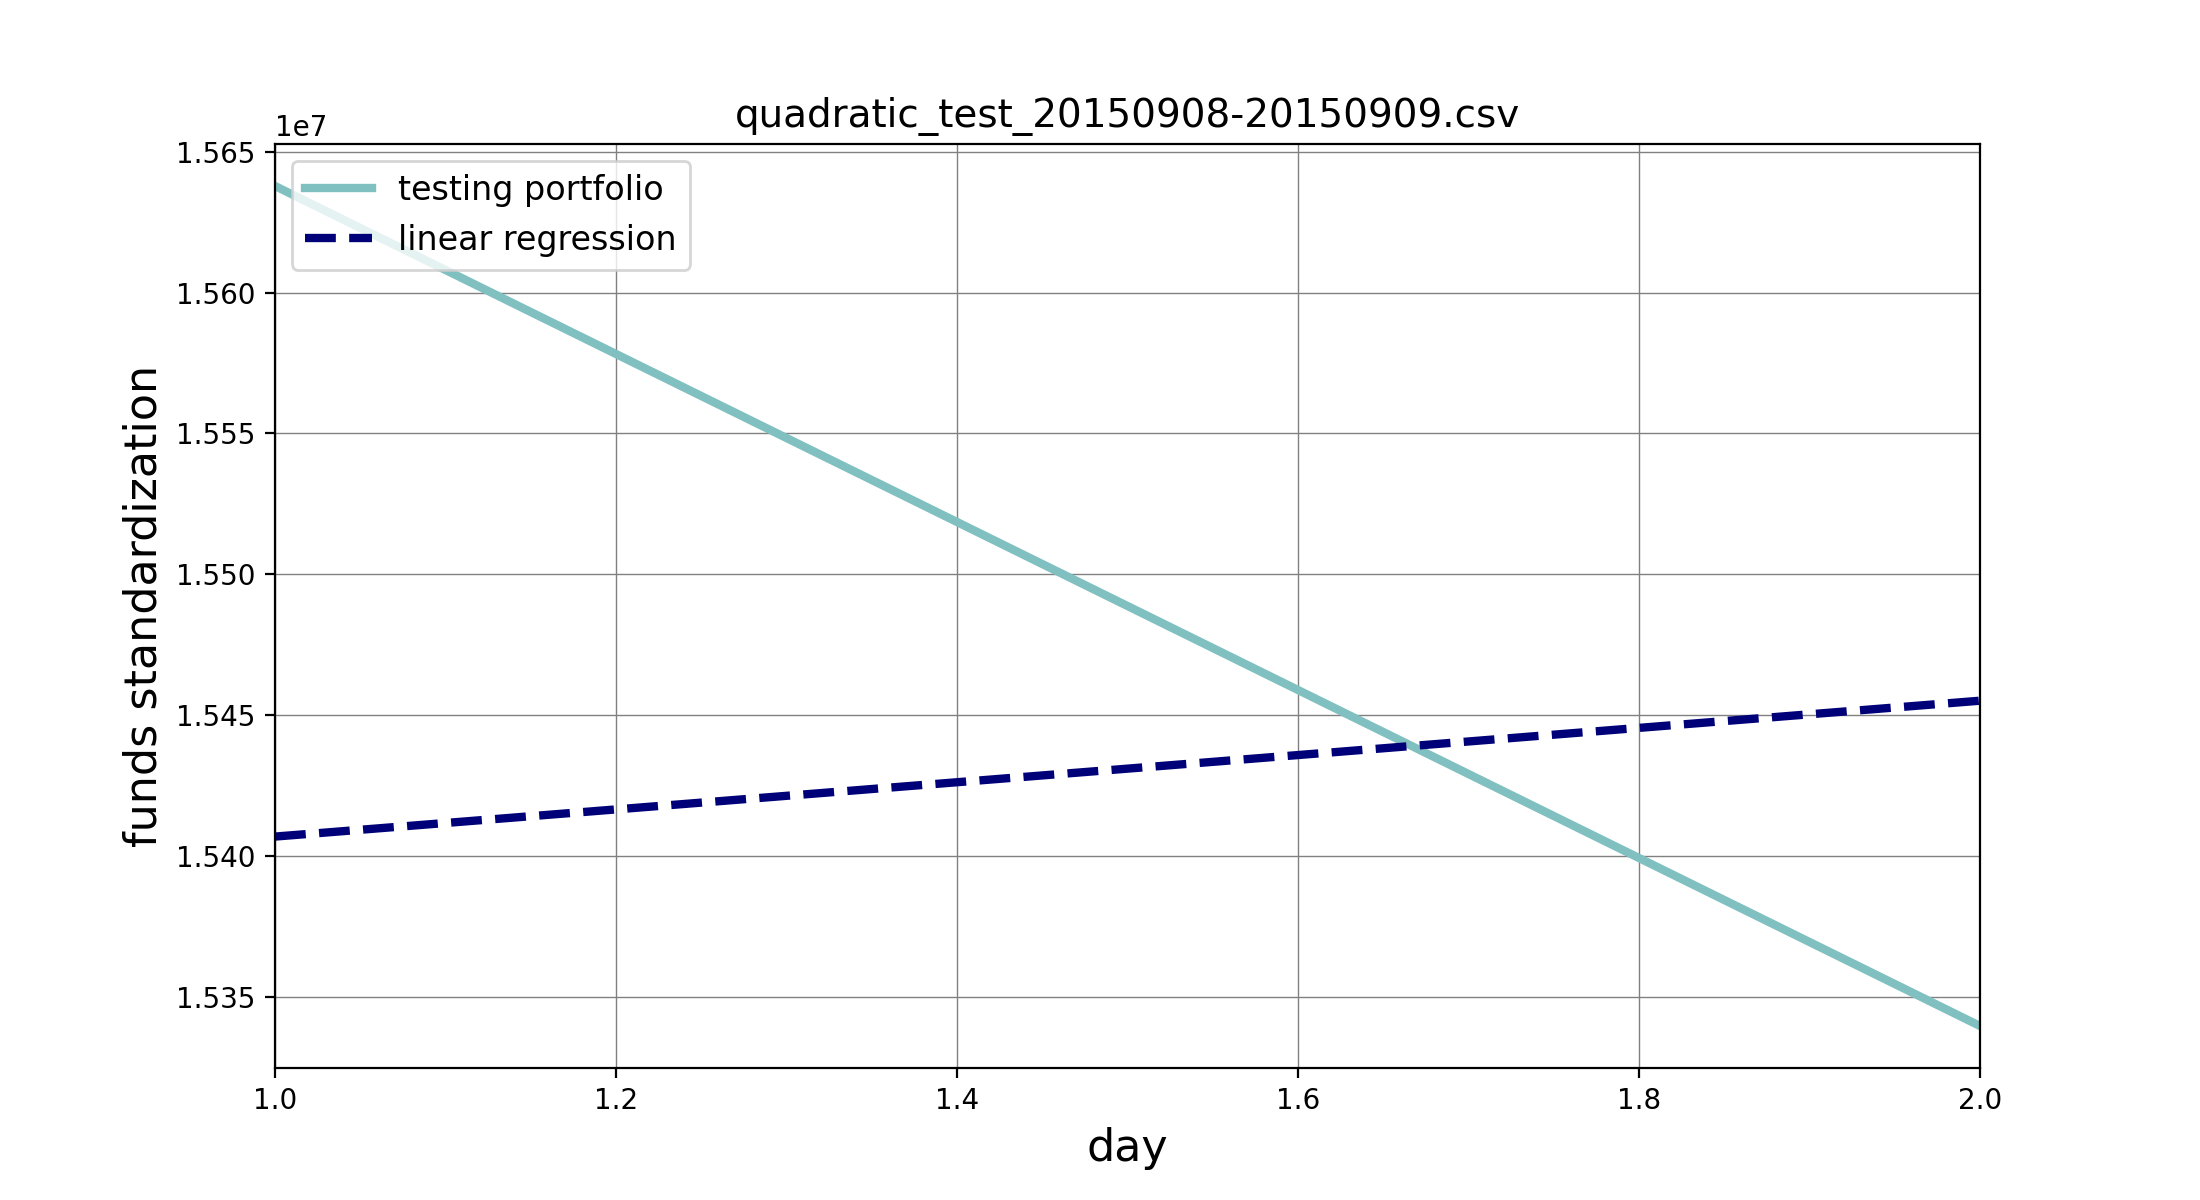 quadratic_test_20150908-20150909.csv
1e7
1.565
1.560
1.555
1.550
1.545
1.540
1.535
testing portfolio
linear regression
funds standardization
1.0 1.2 1.4 1.6 1.8 2.0
day